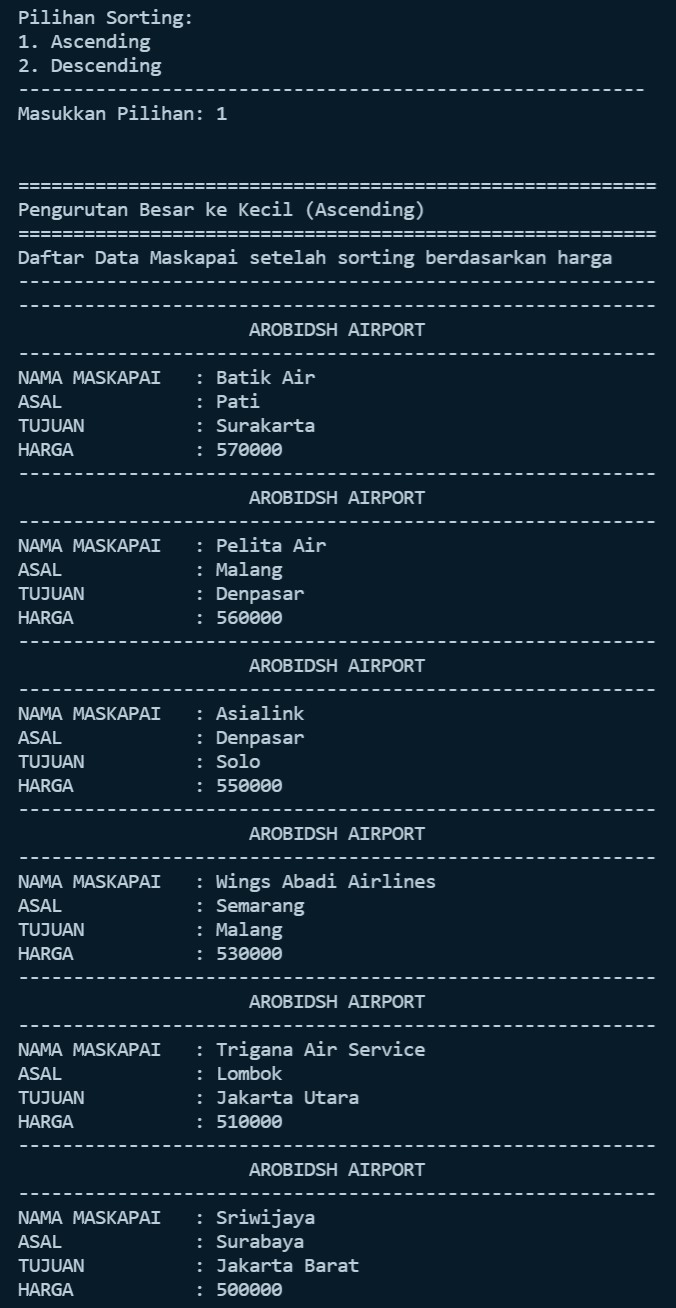 Pilihan Sorting:
1. Ascending
2. Descending
---------------------------------------------------------
Masukkan Pilihan: 1
==========================================================
Pengurutan Besar ke Kecil (Ascending)
==========================================================
Daftar Data Maskapai setelah sorting berdasarkan harga
----------------------------------------------------------
----------------------------------------------------------
AROBIDSH AIRPORT
----------------------------------------------------------
NAMA MASKAPAI : Batik Air
ASAL : Pati
TUJUAN : Surakarta
HARGA : 570000
----------------------------------------------------------
AROBIDSH AIRPORT
----------------------------------------------------------
NAMA MASKAPAI : Pelita Air
ASAL : Malang
TUJUAN : Denpasar
HARGA : 560000
----------------------------------------------------------
AROBIDSH AIRPORT
----------------------------------------------------------
NAMA MASKAPAI : Asialink
ASAL : Denpasar
TUJUAN : Solo
HARGA : 550000
----------------------------------------------------------
AROBIDSH AIRPORT
----------------------------------------------------------
NAMA MASKAPAI : Wings Abadi Airlines
ASAL : Semarang
TUJUAN : Malang
HARGA : 530000
----------------------------------------------------------
AROBIDSH AIRPORT
----------------------------------------------------------
NAMA MASKAPAI : Trigana Air Service
ASAL : Lombok
TUJUAN : Jakarta Utara
HARGA : 510000
----------------------------------------------------------
AROBIDSH AIRPORT
----------------------------------------------------------
NAMA MASKAPAI : Sriwijaya
ASAL : Surabaya
TUJUAN : Jakarta Barat
HARGA : 500000